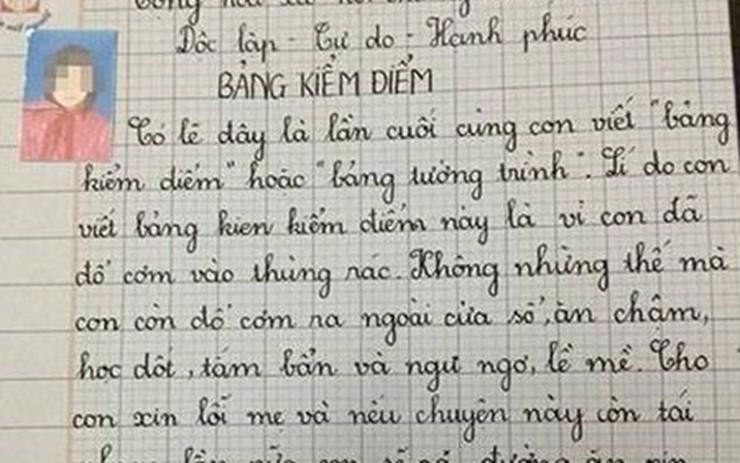 Độc lập - Tự do - Hạnh phúc
BẢNG KIỂM ĐIỂM
Có lẽ đây là lần cuối cùng con viết "bảng
kiểm điểm" hoặc "bảng tường trình". Lí do con
viết bảng kien kiểm điểm này là vì con đã
đổ cơm vào thùng rác. Không những thế mà
con còn đổ cơm ra ngoài cửa sổ, ăn chậm,
học dốt, tắm bẩn và ngu ngơ, lề mề. Cho
con xin lỗi mẹ và nếu chuyện này còn tái